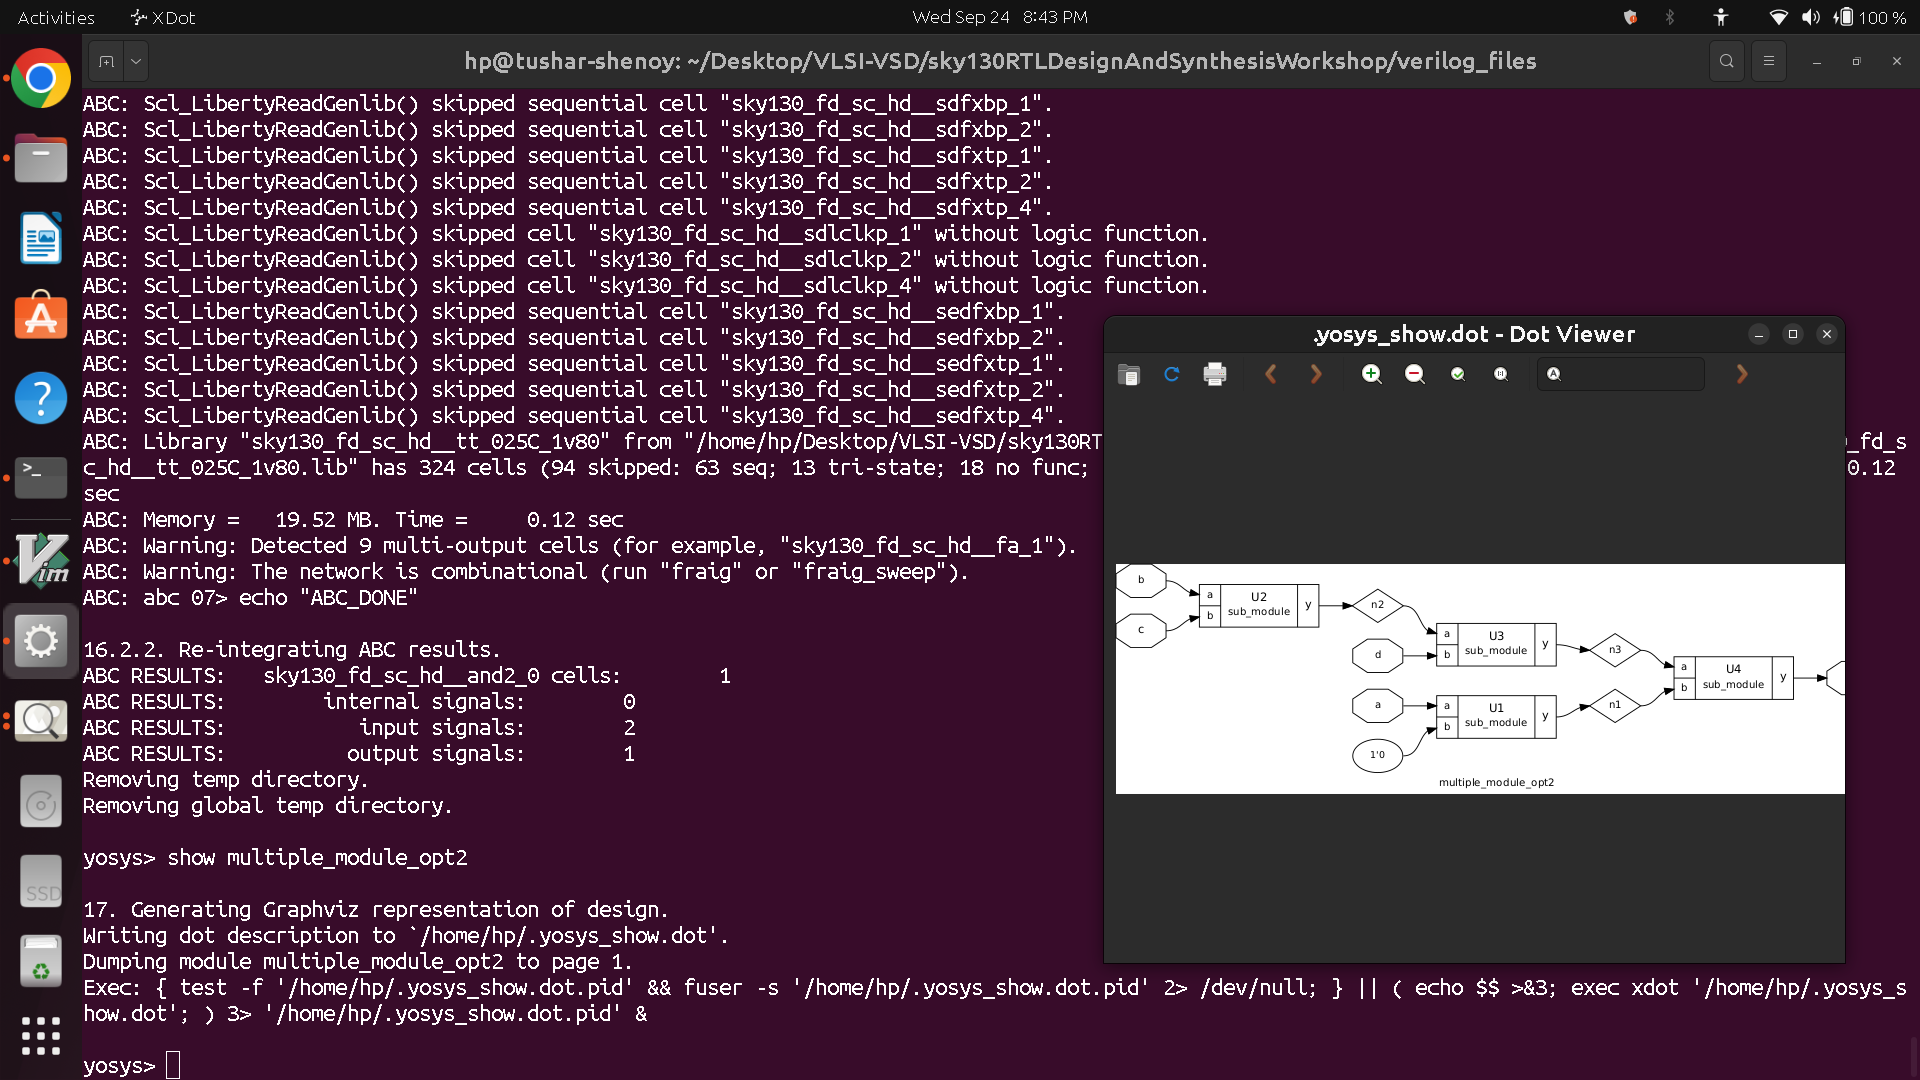 Activities
XDot
Wed Sep 24 8:43 PM
100 %
hp@tushar-shenoy: ~/Desktop/VLSI-VSD/sky130RTLDesignAndSynthesisWorkshop/verilog_files
ABC: Scl_LibertyReadGenlib() skipped sequential cell "sky130_fd_sc_hd__sdfxbp_1".
ABC: Scl_LibertyReadGenlib() skipped sequential cell "sky130_fd_sc_hd__sdfxbp_2".
ABC: Scl_LibertyReadGenlib() skipped sequential cell "sky130_fd_sc_hd__sdfxtp_1".
ABC: Scl_LibertyReadGenlib() skipped sequential cell "sky130_fd_sc_hd__sdfxtp_2".
ABC: Scl_LibertyReadGenlib() skipped sequential cell "sky130_fd_sc_hd__sdfxtp_4".
ABC: Scl_LibertyReadGenlib() skipped cell "sky130_fd_sc_hd__sdlclkp_1" without logic function.
ABC: Scl_LibertyReadGenlib() skipped cell "sky130_fd_sc_hd__sdlclkp_2" without logic function.
ABC: Scl_LibertyReadGenlib() skipped cell "sky130_fd_sc_hd__sdlclkp_4" without logic function.
ABC: Scl_LibertyReadGenlib() skipped sequential cell "sky130_fd_sc_hd__sedfxbp_1".
ABC: Scl_LibertyReadGenlib() skipped sequential cell "sky130_fd_sc_hd__sedfxbp_2".
ABC: Scl_LibertyReadGenlib() skipped sequential cell "sky130_fd_sc_hd__sedfxtp_1".
ABC: Scl_LibertyReadGenlib() skipped sequential cell "sky130_fd_sc_hd__sedfxtp_2".
ABC: Scl_LibertyReadGenlib() skipped sequential cell "sky130_fd_sc_hd__sedfxtp_4".
ABC: Library "sky130_fd_sc_hd__tt_025C_1v80" from "/home/hp/Desktop/VLSI-VSD/sky130RT _fd_s
c_hd__tt_025C_1v80.lib" has 324 cells (94 skipped: 63 seq; 13 tri-state; 18 no func; 0.12
sec
ABC: Memory = 19.52 MB. Time = 0.12 sec
ABC: Warning: Detected 9 multi-output cells (for example, "sky130_fd_sc_hd__fa_1").
ABC: Warning: The network is combinational (run "fraig" or "fraig_sweep").
ABC: abc 07> echo "ABC_DONE"
16.2.2. Re-integrating ABC results.
ABC RESULTS: sky130_fd_sc_hd__and2_0 cells: 1
ABC RESULTS: internal signals: 0
ABC RESULTS: input signals: 2
ABC RESULTS: output signals: 1
Removing temp directory.
Removing global temp directory.
yosys> show multiple_module_opt2
17. Generating Graphviz representation of design.
Writing dot description to `/home/hp/.yosys_show.dot'.
Dumping module multiple_module_opt2 to page 1.
Exec: { test -f '/home/hp/.yosys_show.dot.pid' && fuser -s '/home/hp/.yosys_show.dot.pid' 2> /dev/null; } || ( echo $$ >&3; exec xdot '/home/hp/.yosys_s
how.dot'; ) 3> '/home/hp/.yosys_show.dot.pid' &
yosys>
.yosys_show.dot - Dot Viewer
b
c
a
b
U2
sub_module
y
n2
d
a
1'0
a
b
U3
sub_module
y
a
b
U1
sub_module
y
n3
n1
a
b
U4
sub_module
y
multiple_module_opt2
>_
Vim
SSD